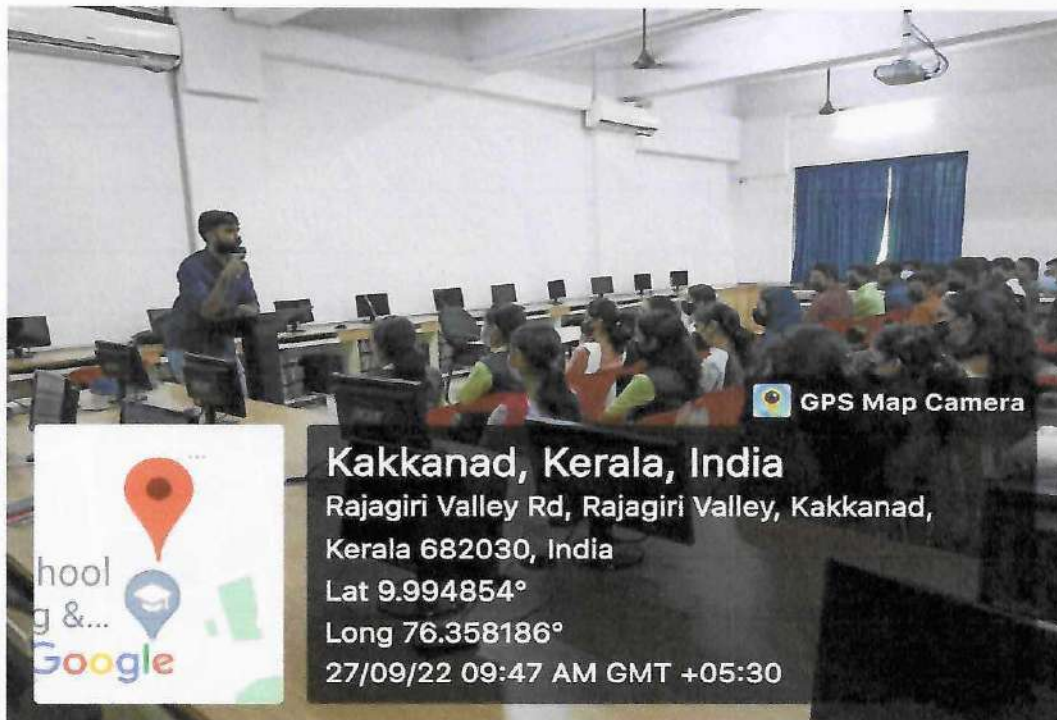 GPS Map Camera
Kakkanad, Kerala, India
Rajagiri Valley Rd, Rajagiri Valley, Kakkanad,
Kerala 682030, India
Lat 9.994854°
Long 76.358186°
27/09/22 09:47 AM GMT +05:30
hool
g &...
Google